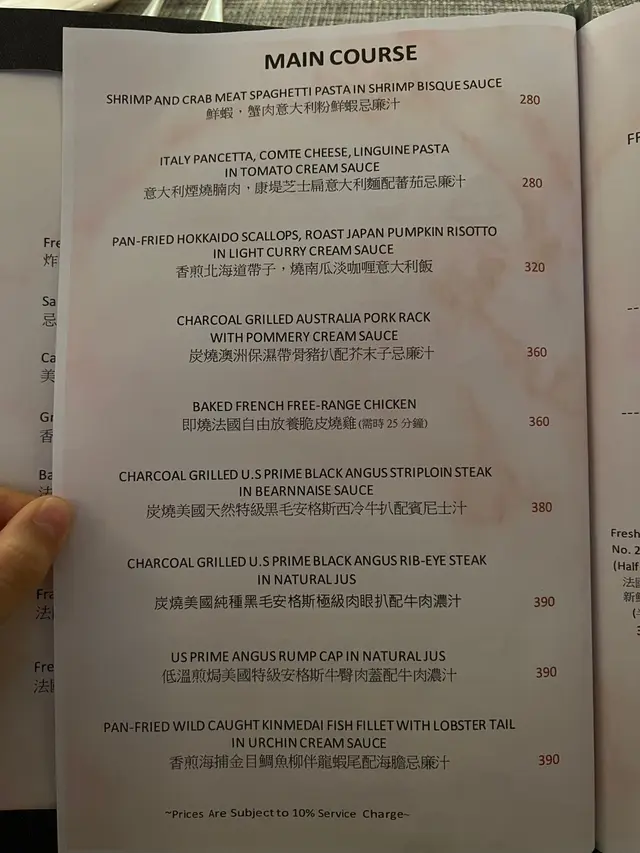 MAIN COURSE
SHRIMP AND CRAB MEAT SPAGHETTI PASTA IN SHRIMP BISQUE SAUCE 280
鮮蝦，蟹肉意大利粉鮮蝦忌廉汁
ITALY PANCETTA, COMTE CHEESE, LINGUINE PASTA
IN TOMATO CREAM SAUCE
意大利煙燒腩肉，康堤芝士扁意大利麵配蕃茄忌廉汁 280
PAN-FRIED HOKKAIDO SCALLOPS, ROAST JAPAN PUMPKIN RISOTTO
IN LIGHT CURRY CREAM SAUCE
香煎北海道帶子，燒南瓜淡咖喱意大利飯 320
CHARCOAL GRILLED AUSTRALIA PORK RACK
WITH POMMERY CREAM SAUCE
炭燒澳洲保濕帶骨豬扒配芥末子忌廉汁 360
BAKED FRENCH FREE-RANGE CHICKEN
即燒法國自由放養脆皮燒雞(需時 25 分鐘) 360
CHARCOAL GRILLED U.S PRIME BLACK ANGUS STRIPLOIN STEAK
IN BEARNNAISE SAUCE
炭燒美國天然特級黑毛安格斯西冷牛扒配賓尼士汁 380
CHARCOAL GRILLED U.S PRIME BLACK ANGUS RIB-EYE STEAK
IN NATURAL JUS
炭燒美國純種黑毛安格斯極級肉眼扒配牛肉濃汁 390
US PRIME ANGUS RUMP CAP IN NATURAL JUS
低溫煎焗美國特級安格斯牛臀肉蓋配牛肉濃汁 390
PAN-FRIED WILD CAUGHT KINMEDAI FISH FILLET WITH LOBSTER TAIL
IN URCHIN CREAM SAUCE
香煎海捕金目鯛魚柳伴龍蝦尾配海膽忌廉汁 390
~Prices Are Subject to 10% Service Charge~
Fresh
No. 2
(Half